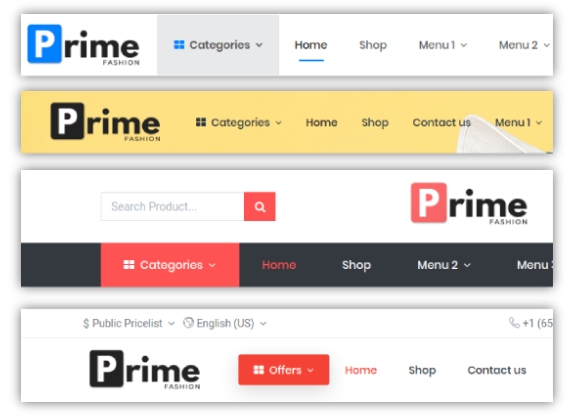 Prime
FASHION
Categories Home Shop Menu 1 Menu 2
Prime
FASHION
Categories Home Shop Contact us Menu 1
Search Product...
Prime
FASHION
Categories Home Shop Menu 2 Menu
$ Public Pricelist English (US) +1 (65
Prime
FASHION
Offers Home Shop Contact us